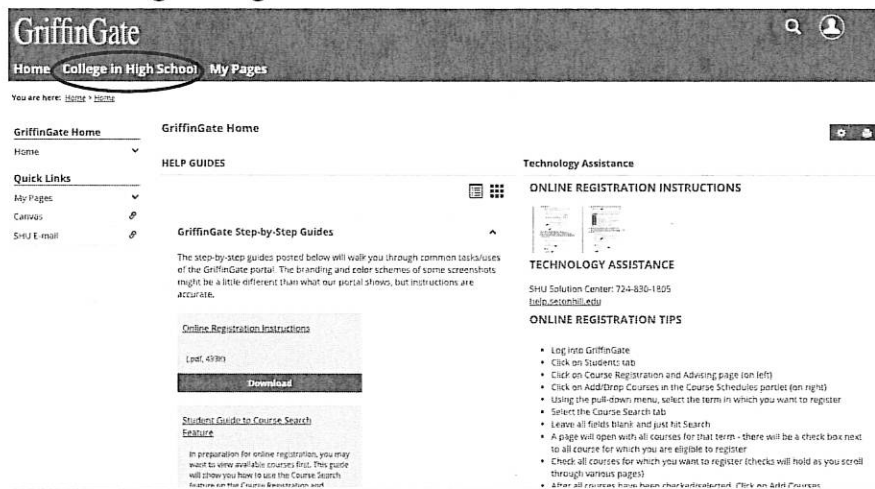 GriffinGate
Home College in High School My Pages
You are here: Home › Home
GriffinGate Home
Home
Quick Links
My Pages
Canvas
SHU E-mail
GriffinGate Home
HELP GUIDES
GriffinGate Step-by-Step Guides
The step-by-step guides posted below will walk you through common tasks/uses
of the GriffinGate portal. The branding and color schemes of some screenshots
might be a little different than what our portal shows, but instructions are
accurate.
Online Registration Instructions
(.pdf, 493K)
Download
Student Guide to Course Search
Feature
In preparation for online registration, you may
want to view available courses first. This guide
will show you how to use the Course Search
feature on the Course Registration and
Technology Assistance
ONLINE REGISTRATION INSTRUCTIONS
TECHNOLOGY ASSISTANCE
SHU Solution Center: 724-830-1805
help.setonhill.edu
ONLINE REGISTRATION TIPS
• Log into GriffinGate
• Click on Students tab
• Click on Course Registration and Advising page (on left)
• Click on Add/Drop Courses in the Course Schedules portlet (on right)
• Using the pull-down menu, select the term in which you want to register
• Select the Course Search tab
• Leave all fields blank and just hit Search
• A page will open with all courses for that term - there will be a check box next
to all course for which you are eligible to register
• Check all courses for which you want to register (checks will hold as you scroll
through various pages)
• After all courses have been checked/selected, Click on Add Courses